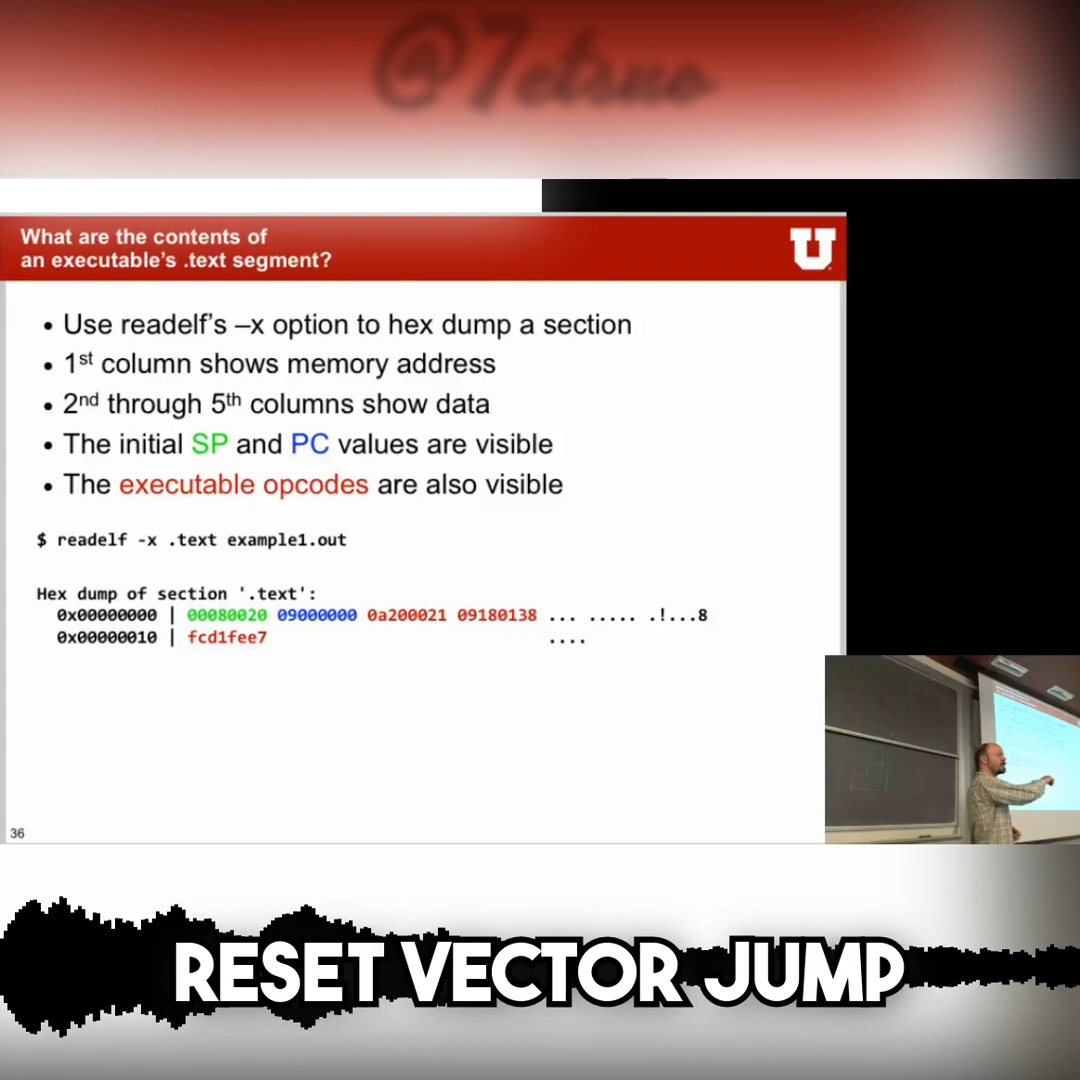 @7etsuo
What are the contents of
an executable's .text segment?
U
• Use readelf's –x option to hex dump a section
• 1st column shows memory address
• 2nd through 5th columns show data
• The initial SP and PC values are visible
• The executable opcodes are also visible
$ readelf -x .text example1.out
Hex dump of section '.text':
0x00000000 | 00080020 09000000 0a200021 09180138 ... ..... .!...8
0x00000010 | fcd1fee7 ....
36
RESET VECTOR JUMP